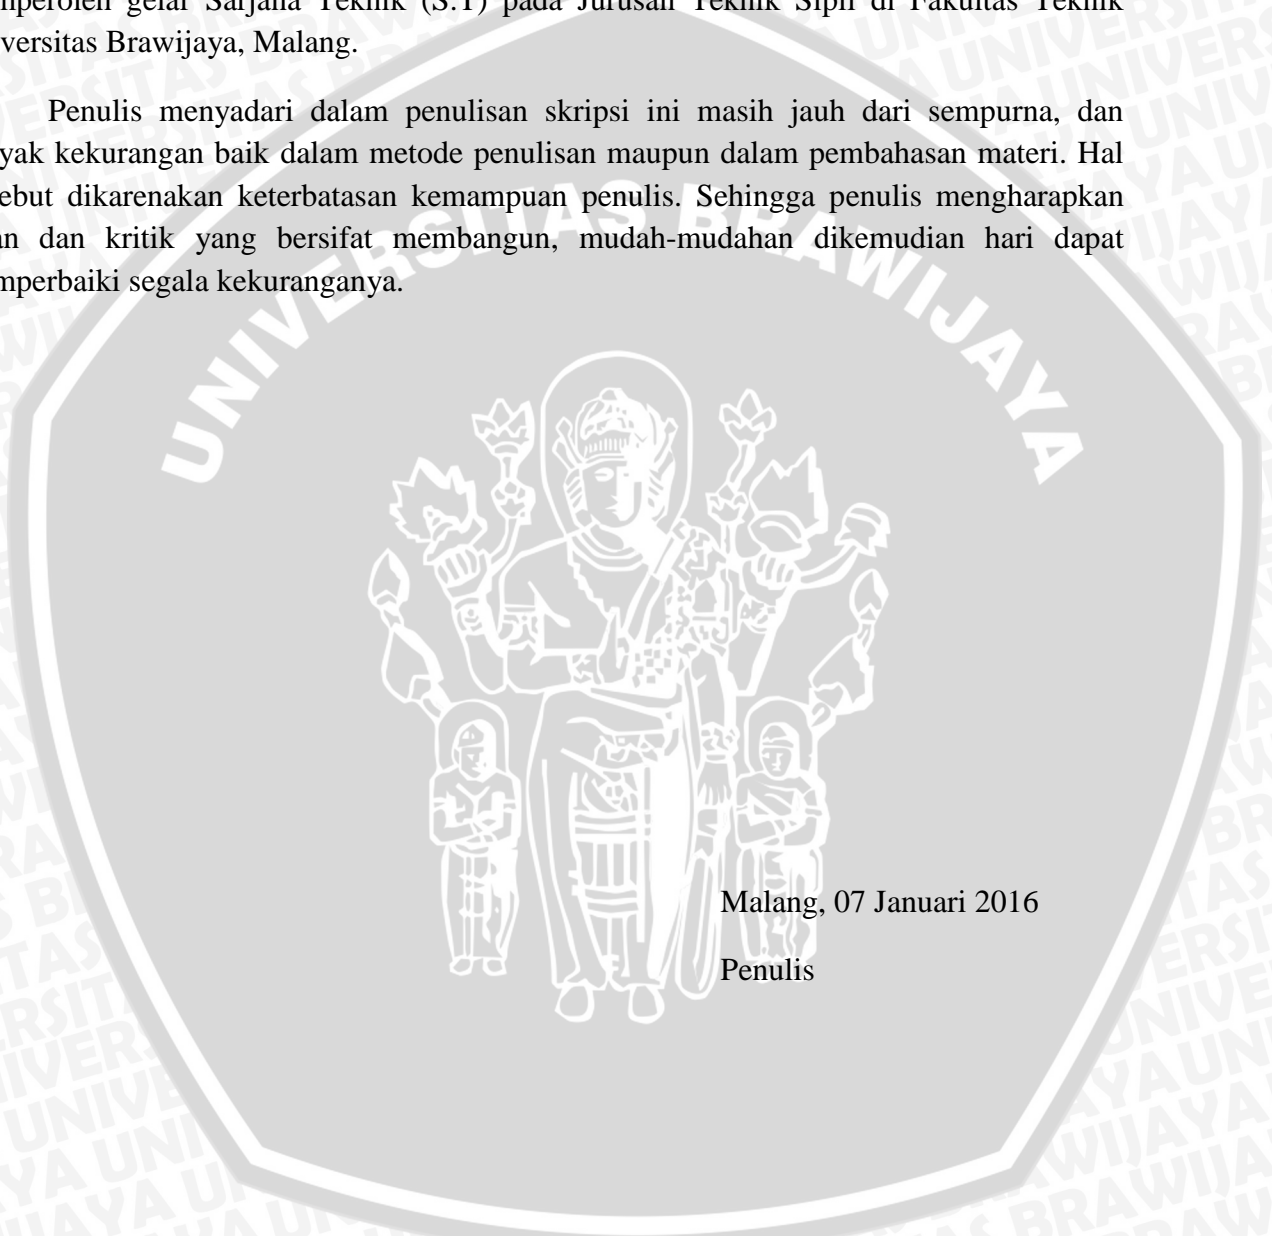 mperoleh gelar Sarjana Teknik (S.T) pada Jurusan Teknik Sipil di Fakultas Teknik
versitas Brawijaya, Malang.
Penulis menyadari dalam penulisan skripsi ini masih jauh dari sempurna, dan
yak kekurangan baik dalam metode penulisan maupun dalam pembahasan materi. Hal
ebut dikarenakan keterbatasan kemampuan penulis. Sehingga penulis mengharapkan
n dan kritik yang bersifat membangun, mudah-mudahan dikemudian hari dapat
mperbaiki segala kekuranganya.
UNIVERSITAS BRAWIJAYA
Malang, 07 Januari 2016
Penulis